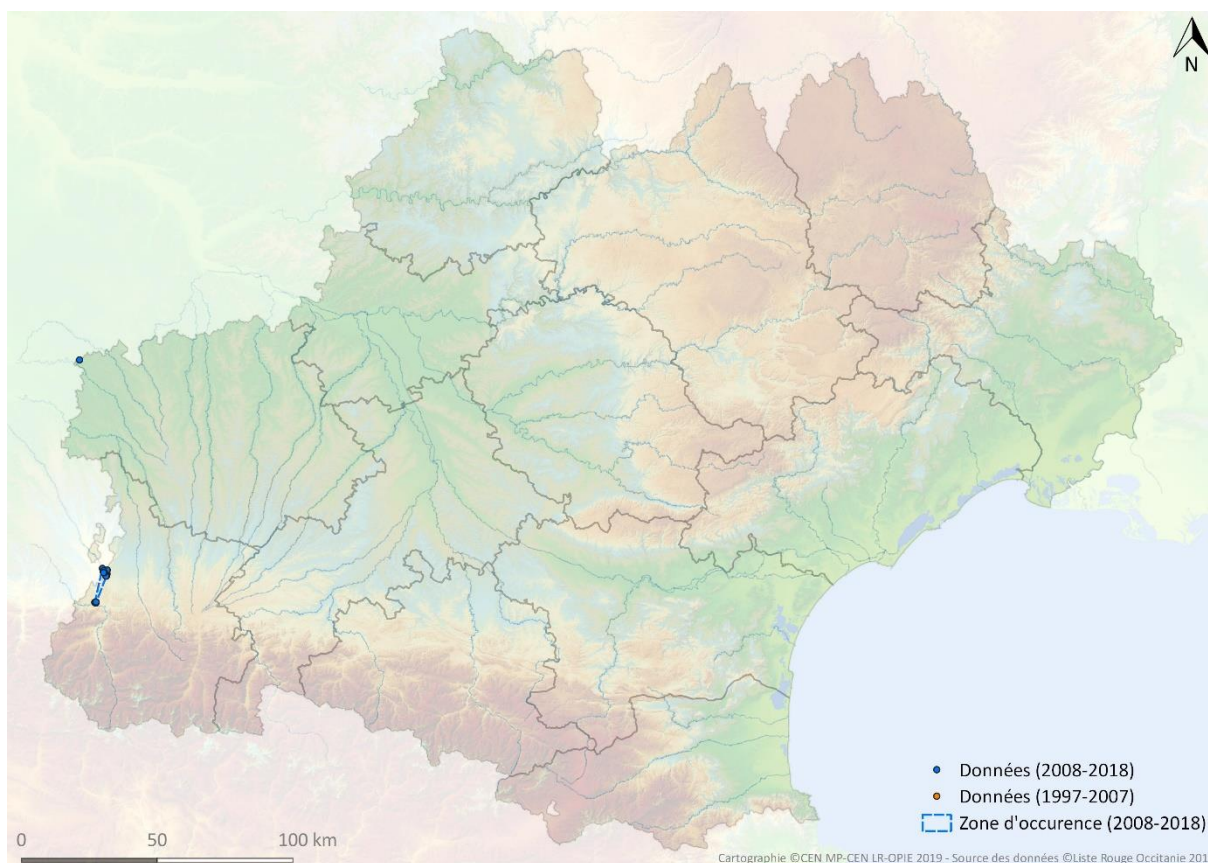 N
Données (2008-2018)
Données (1997-2007)
Zone d'occurence (2008-2018)
0 50 100 km
Cartographie ©CEN MP-CEN LR-OPIE 2019 - Source des données ©Liste Rouge Occitanie 201